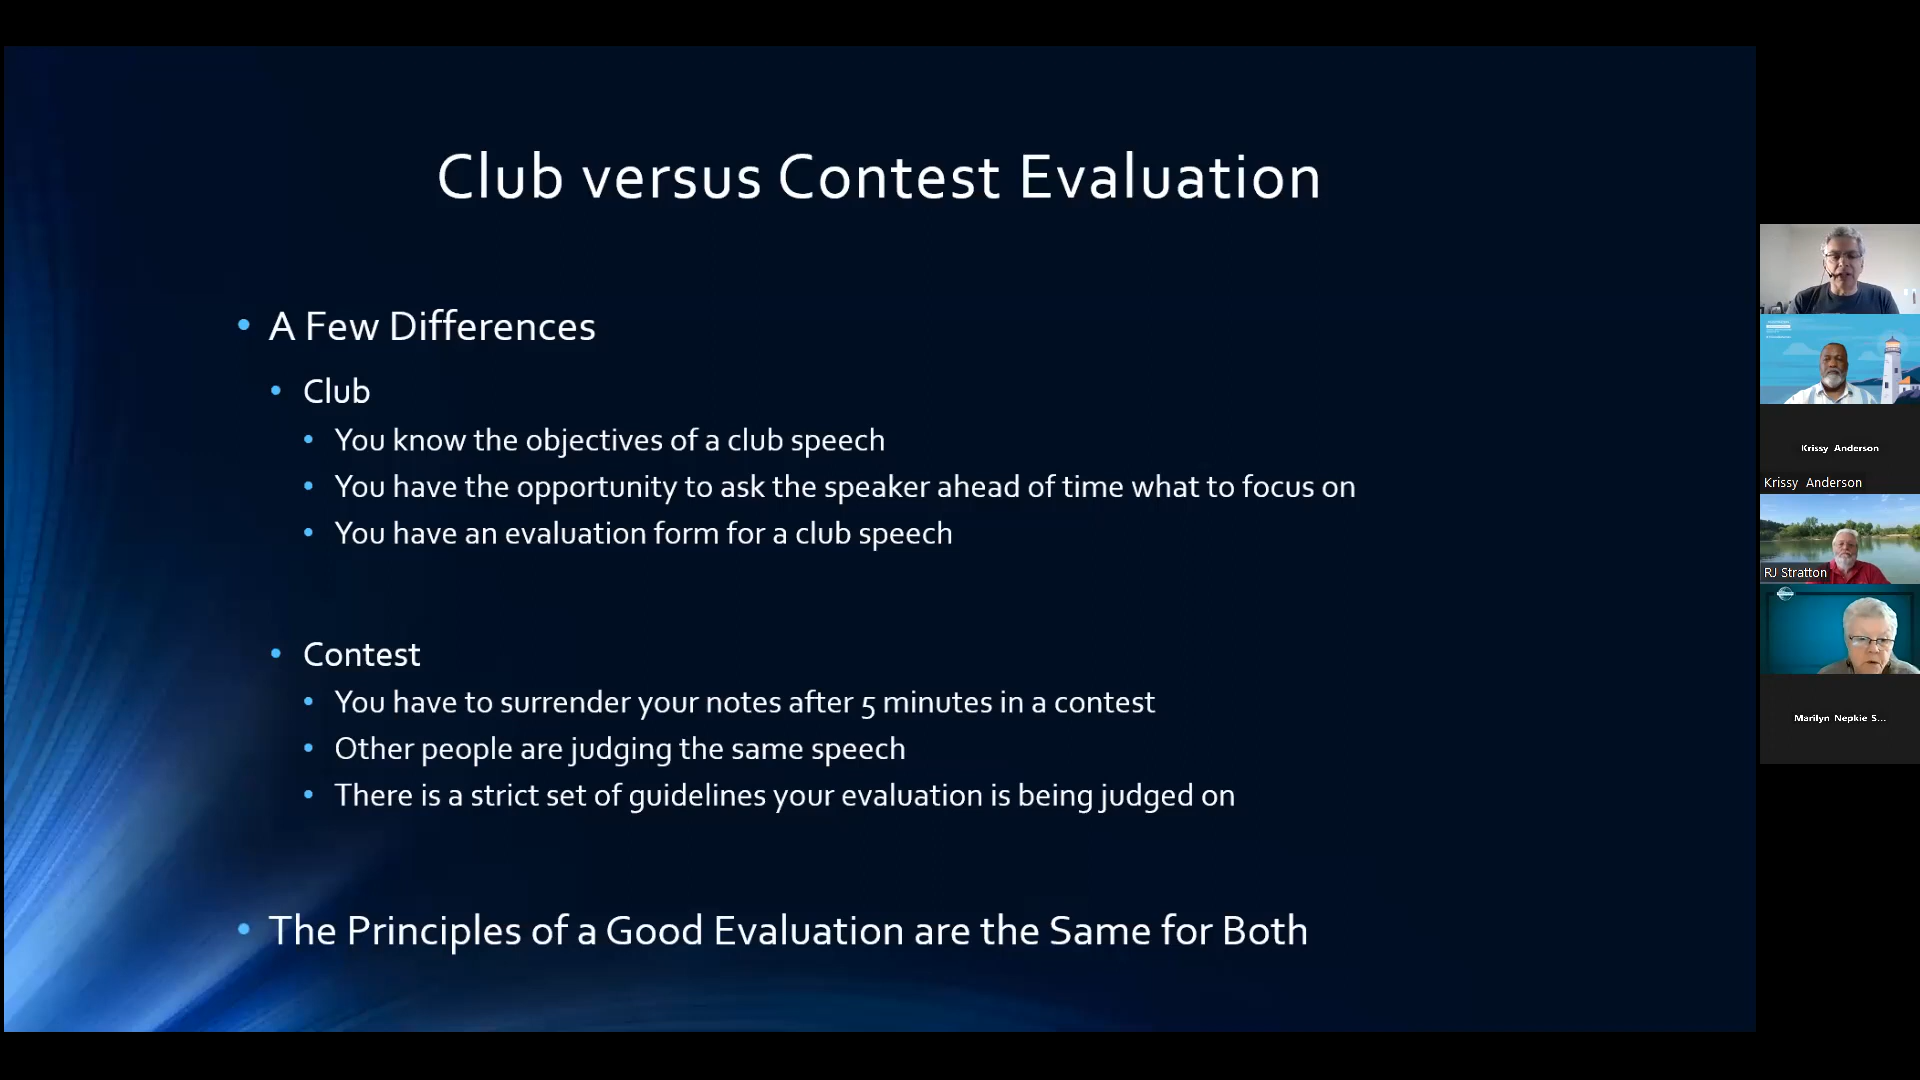 Club versus Contest Evaluation
A Few Differences
Club
You know the objectives of a club speech
You have the opportunity to ask the speaker ahead of time what to focus on
You have an evaluation form for a club speech
Contest
You have to surrender your notes after 5 minutes in a contest
Other people are judging the same speech
There is a strict set of guidelines your evaluation is being judged on
The Principles of a Good Evaluation are the Same for Both
Krissy Anderson
Krissy Anderson
RJ Stratton
Marilyn Nepkie S...